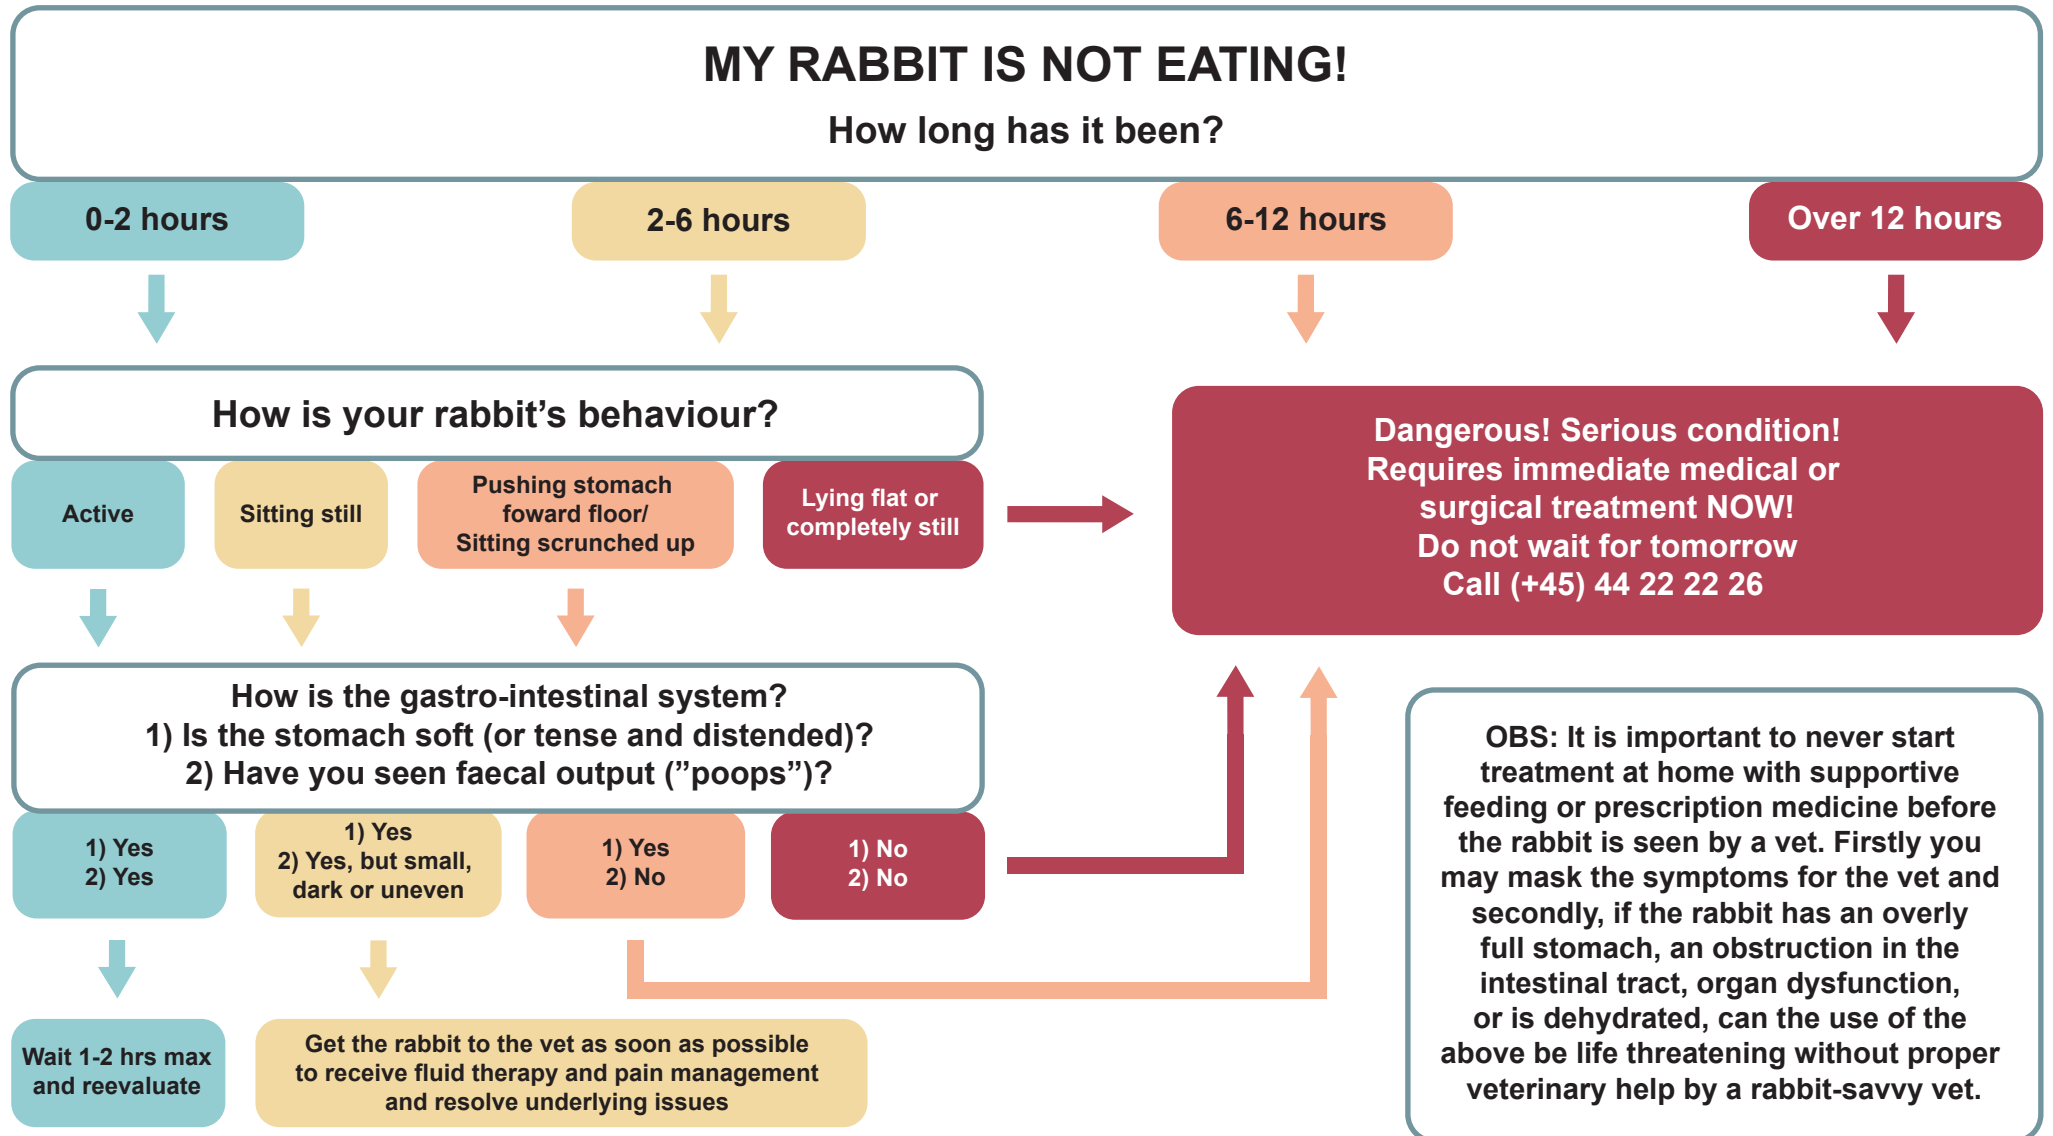 MY RABBIT IS NOT EATING!
How long has it been?
0-2 hours
2-6 hours
6-12 hours
Over 12 hours
How is your rabbit’s behaviour?
Active
Sitting still
Pushing stomach
foward floor/
Sitting scrunched up
Lying flat or
completely still
Dangerous! Serious condition!
Requires immediate medical or
surgical treatment NOW!
Do not wait for tomorrow
Call (+45) 44 22 22 26
How is the gastro-intestinal system?
1) Is the stomach soft (or tense and distended)?
2) Have you seen faecal output (”poops”)?
1) Yes
2) Yes
1) Yes
2) Yes, but small,
dark or uneven
1) Yes
2) No
1) No
2) No
Wait 1-2 hrs max
and reevaluate
Get the rabbit to the vet as soon as possible
to receive fluid therapy and pain management
and resolve underlying issues
OBS: It is important to never start
treatment at home with supportive
feeding or prescription medicine before
the rabbit is seen by a vet. Firstly you
may mask the symptoms for the vet and
secondly, if the rabbit has an overly
full stomach, an obstruction in the
intestinal tract, organ dysfunction,
or is dehydrated, can the use of the
above be life threatening without proper
veterinary help by a rabbit-savvy vet.